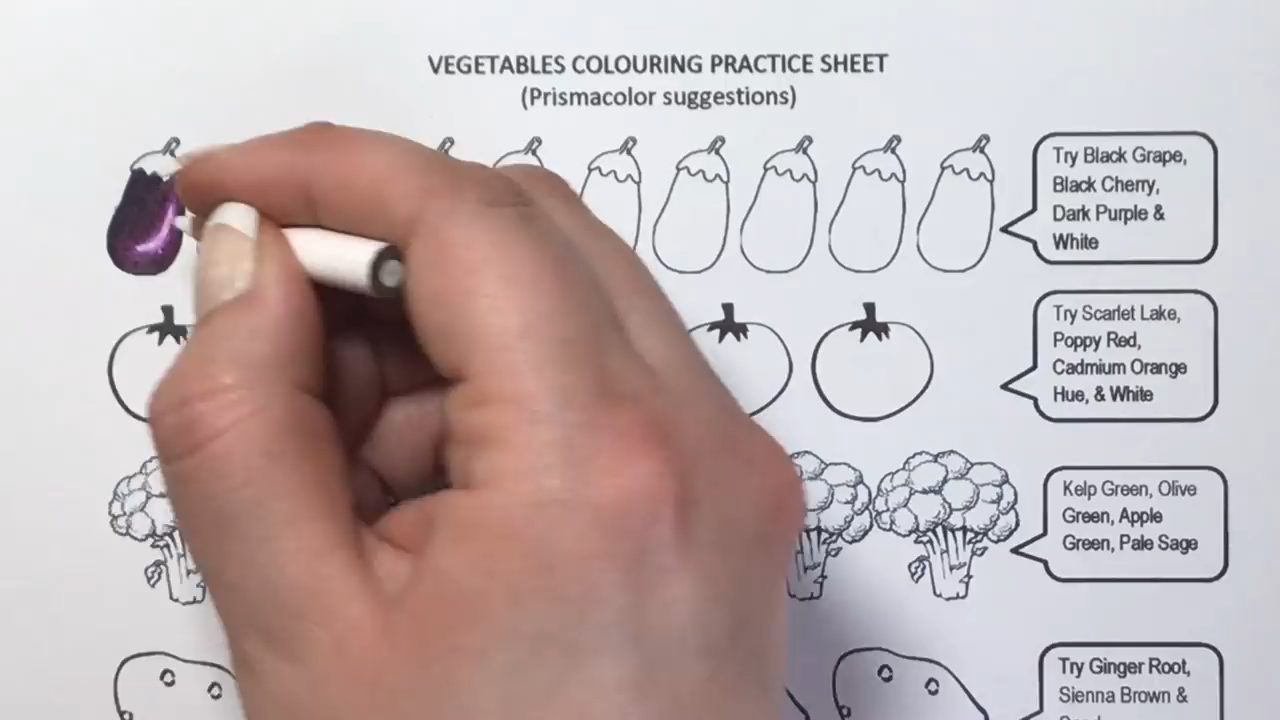 VEGETABLES COLOURING PRACTICE SHEET
(Prismacolor suggestions)
Try Black Grape,
Black Cherry,
Dark Purple &
White
Try Scarlet Lake,
Poppy Red,
Cadmium Orange
Hue, & White
Kelp Green, Olive
Green, Apple
Green, Pale Sage
Try Ginger Root,
Sienna Brown &